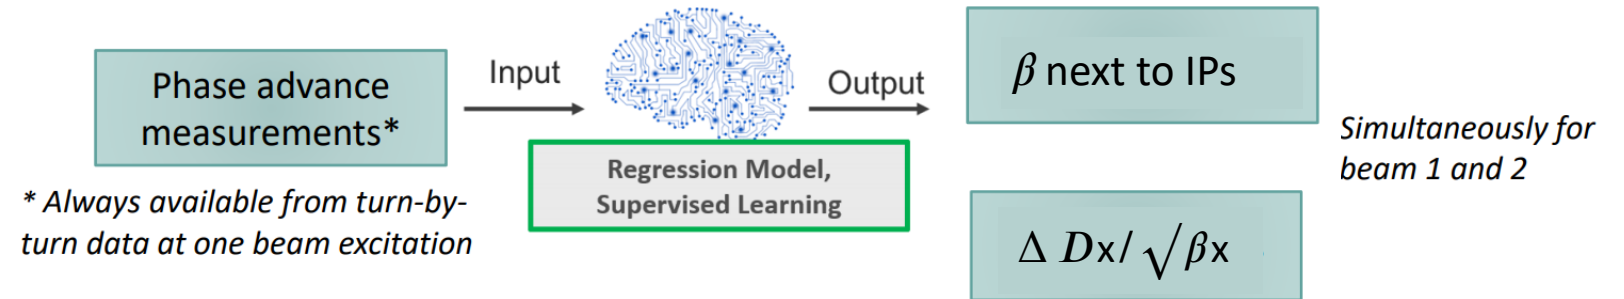 Phase advance
measurements*
* Always available from turn-by-
turn data at one beam excitation
Input
Regression Model,
Supervised Learning
Output
β next to IPs
Δ Dx/ √βx
Simultaneously for
beam 1 and 2